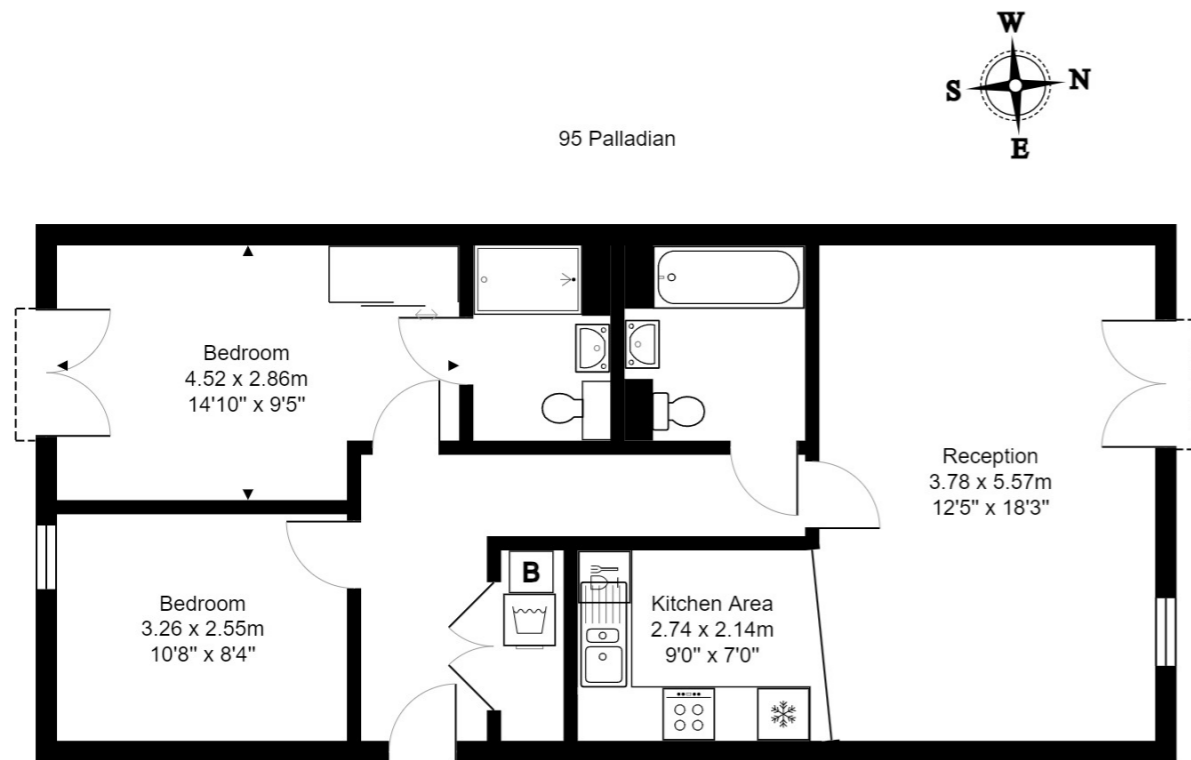 W
S N
E
95 Palladian
Bedroom
4.52 x 2.86m
14'10" x 9'5"
Reception
3.78 x 5.57m
12'5" x 18'3"
B
Bedroom
3.26 x 2.55m
10'8" x 8'4"
Kitchen Area
2.74 x 2.14m
9'0" x 7'0"